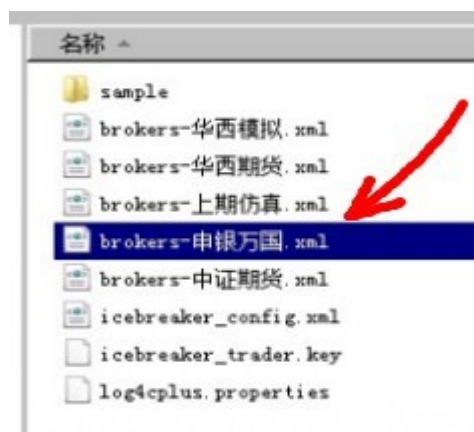 名称
sample
brokers-华西模拟.xml
brokers-华西期货.xml
brokers-上期仿真.xml
brokers-申银万国.xml
brokers-中证期货.xml
icebreaker_config.xml
icebreaker_trader.key
log4cplus.properties